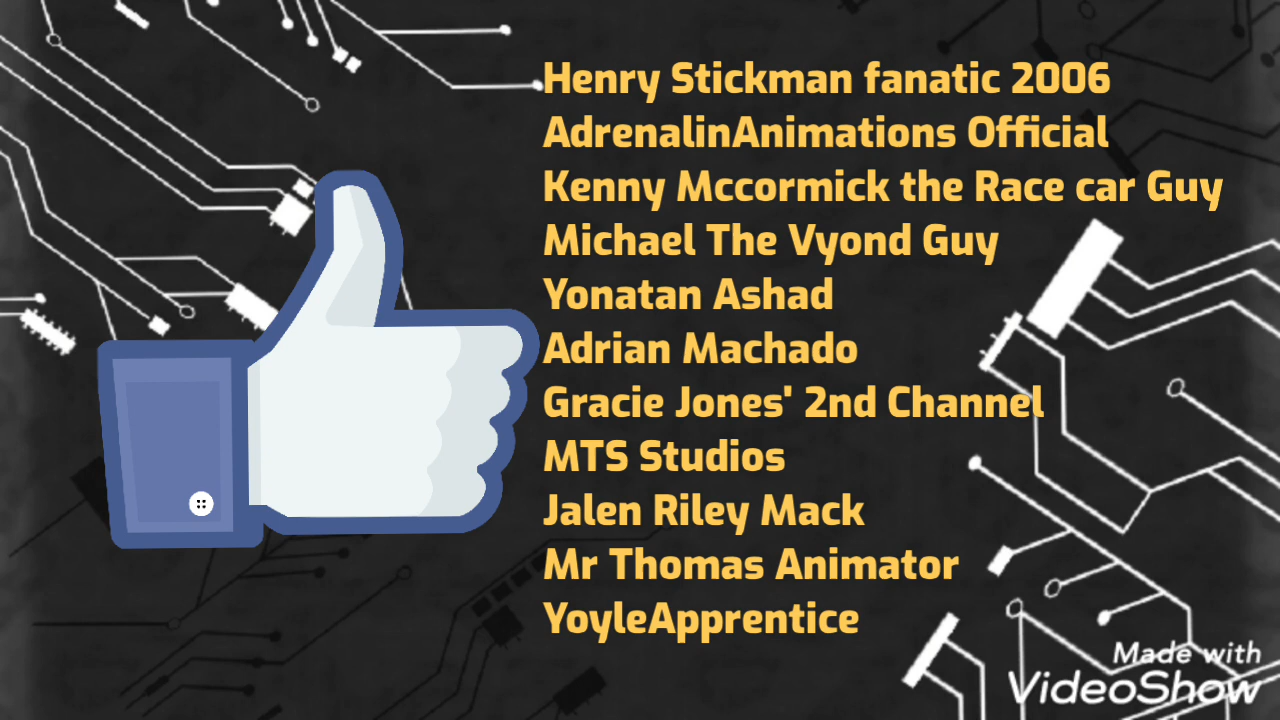 Henry Stickman fanatic 2006
AdrenalinAnimations Official
Kenny Mccormick the Race car Guy
Michael The Vyond Guy
Yonatan Ashad
Adrian Machado
Gracie Jones' 2nd Channel
MTS Studios
Jalen Riley Mack
Mr Thomas Animator
YoyleApprentice
Made with
VideoShow